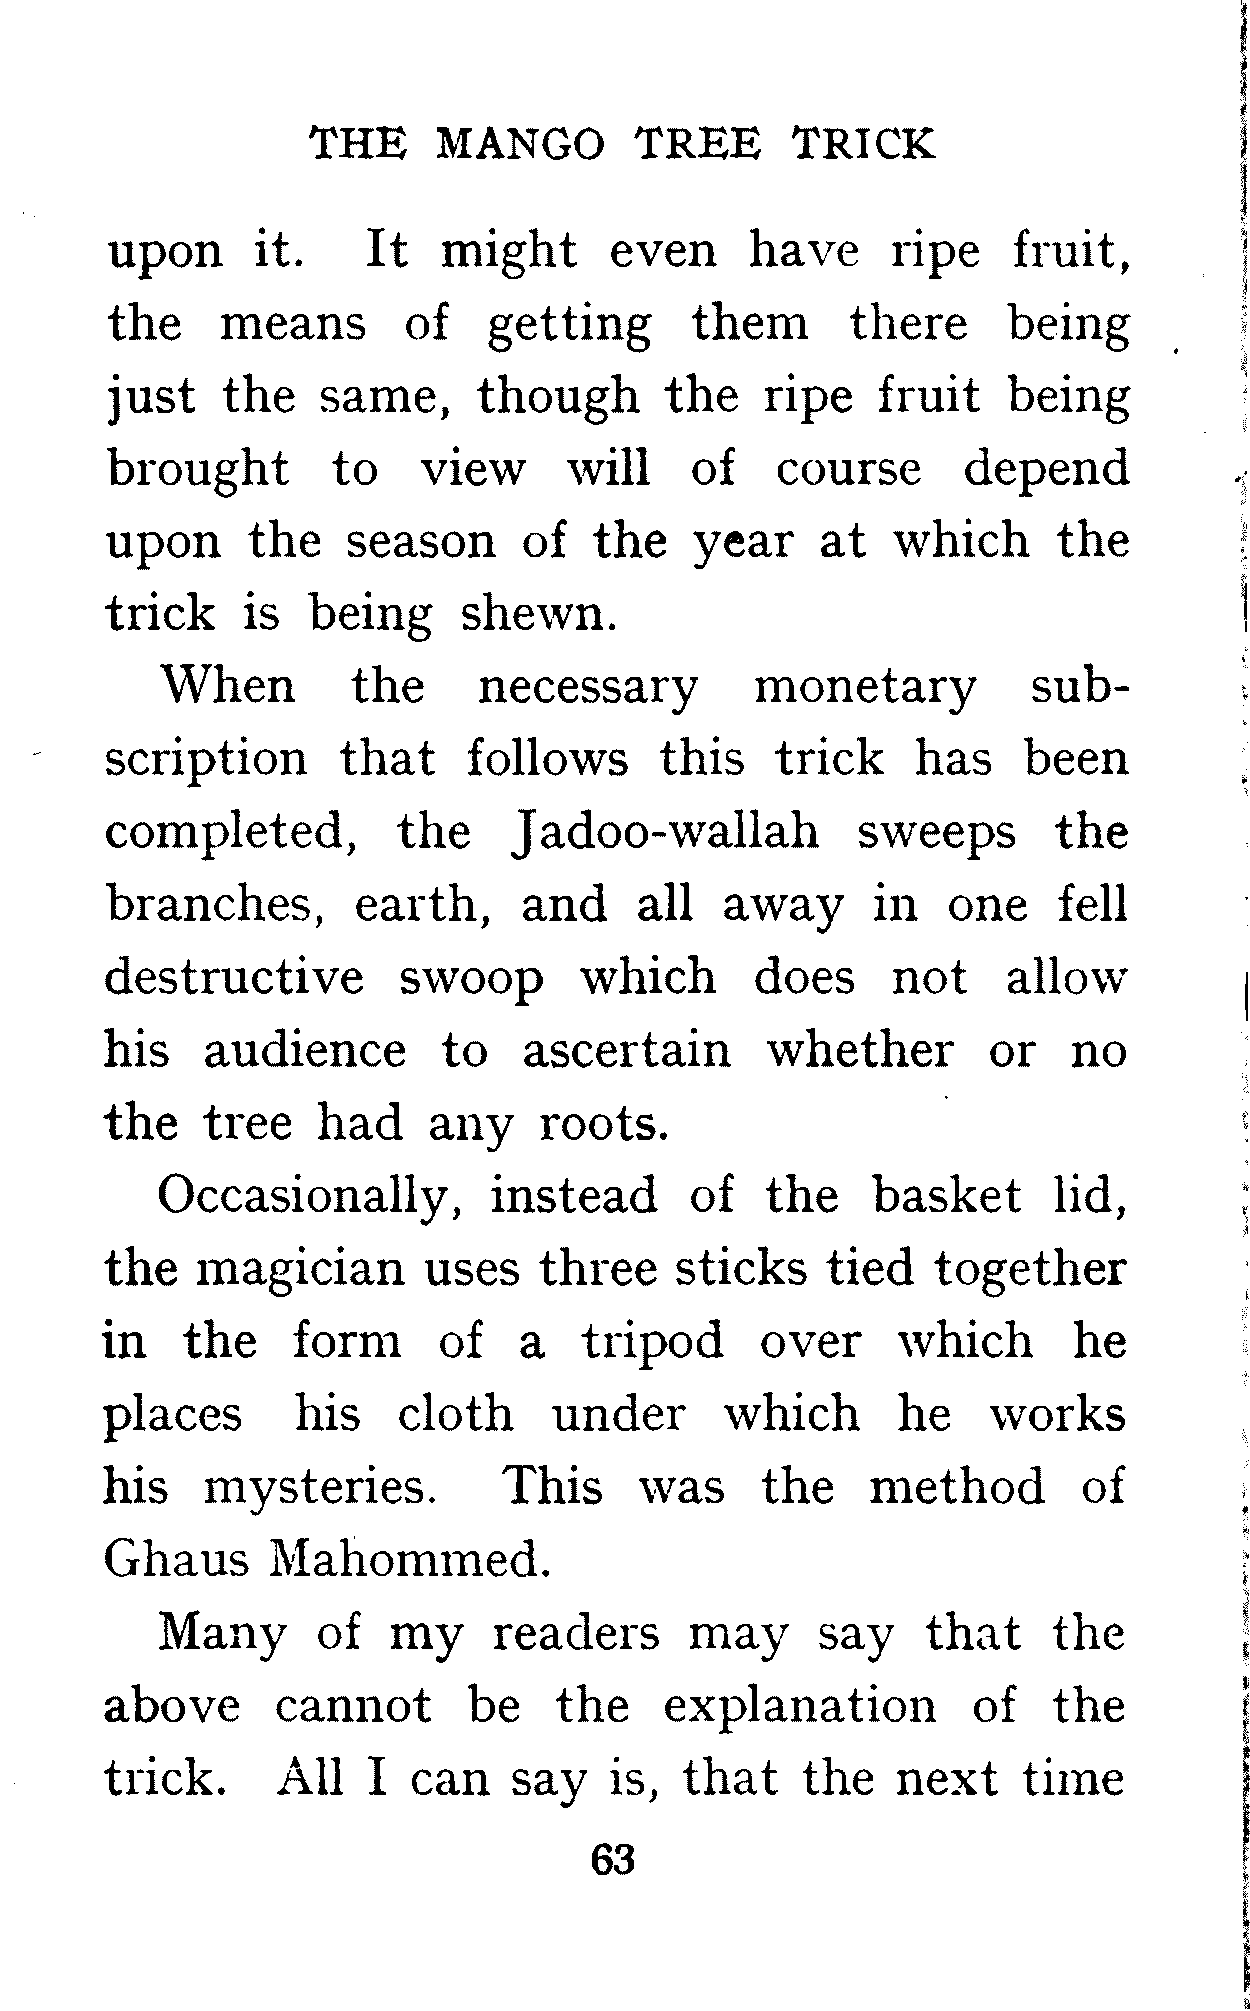 THE MANGO TREE TRICK
upon it. It might even have ripe fruit,
the means of getting them there being
just the same, though the ripe fruit being
brought to view will of course depend
upon the season of the year at which the
trick is being shewn.
When the necessary monetary sub-
scription that follows this trick has been
completed, the Jadoo-wallah sweeps the
branches, earth, and all away in one fell
destructive swoop which does not allow
his audience to ascertain whether or no
the tree had any roots.
Occasionally, instead of the basket lid,
the magician uses three sticks tied together
in the form of a tripod over which he
places his cloth under which he works
his mysteries. This was the method of
Ghaus Mahommed.
Many of my readers may say that the
above cannot be the explanation of the
trick. All I can say is, that the next time
63